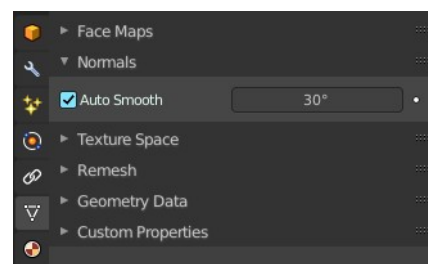 Face Maps
Normals
Auto Smooth 30°
Texture Space
Remesh
Geometry Data
Custom Properties